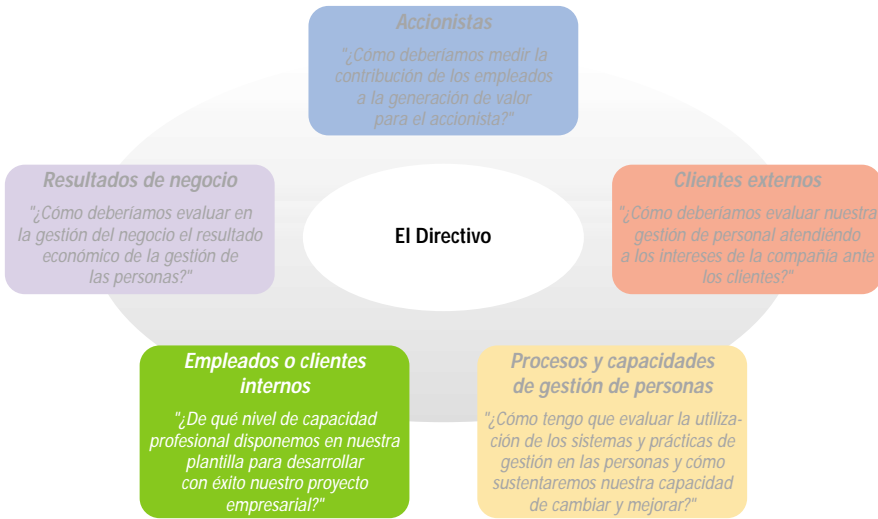 Accionistas
"¿Cómo deberíamos medir la
contribución de los empleados
a la generación de valor
para el accionista?"
Resultados de negocio
"¿Cómo deberíamos evaluar en
la gestión del negocio el resultado
económico de la gestión de
las personas?"
El Directivo
Clientes externos
"¿Cómo deberíamos evaluar nuestra
gestión de personal atendiéndo
a los intereses de la compañía ante
los clientes?"
Empleados o clientes
internos
"¿De qué nivel de capacidad
profesional disponemos en nuestra
plantilla para desarrollar
con éxito nuestro proyecto
empresarial?"
Procesos y capacidades
de gestión de personas
"¿Cómo tengo que evaluar la utiliza-
ción de los sistemas y prácticas de
gestión en las personas y cómo
sustentaremos nuestra capacidad
de cambiar y mejorar?"